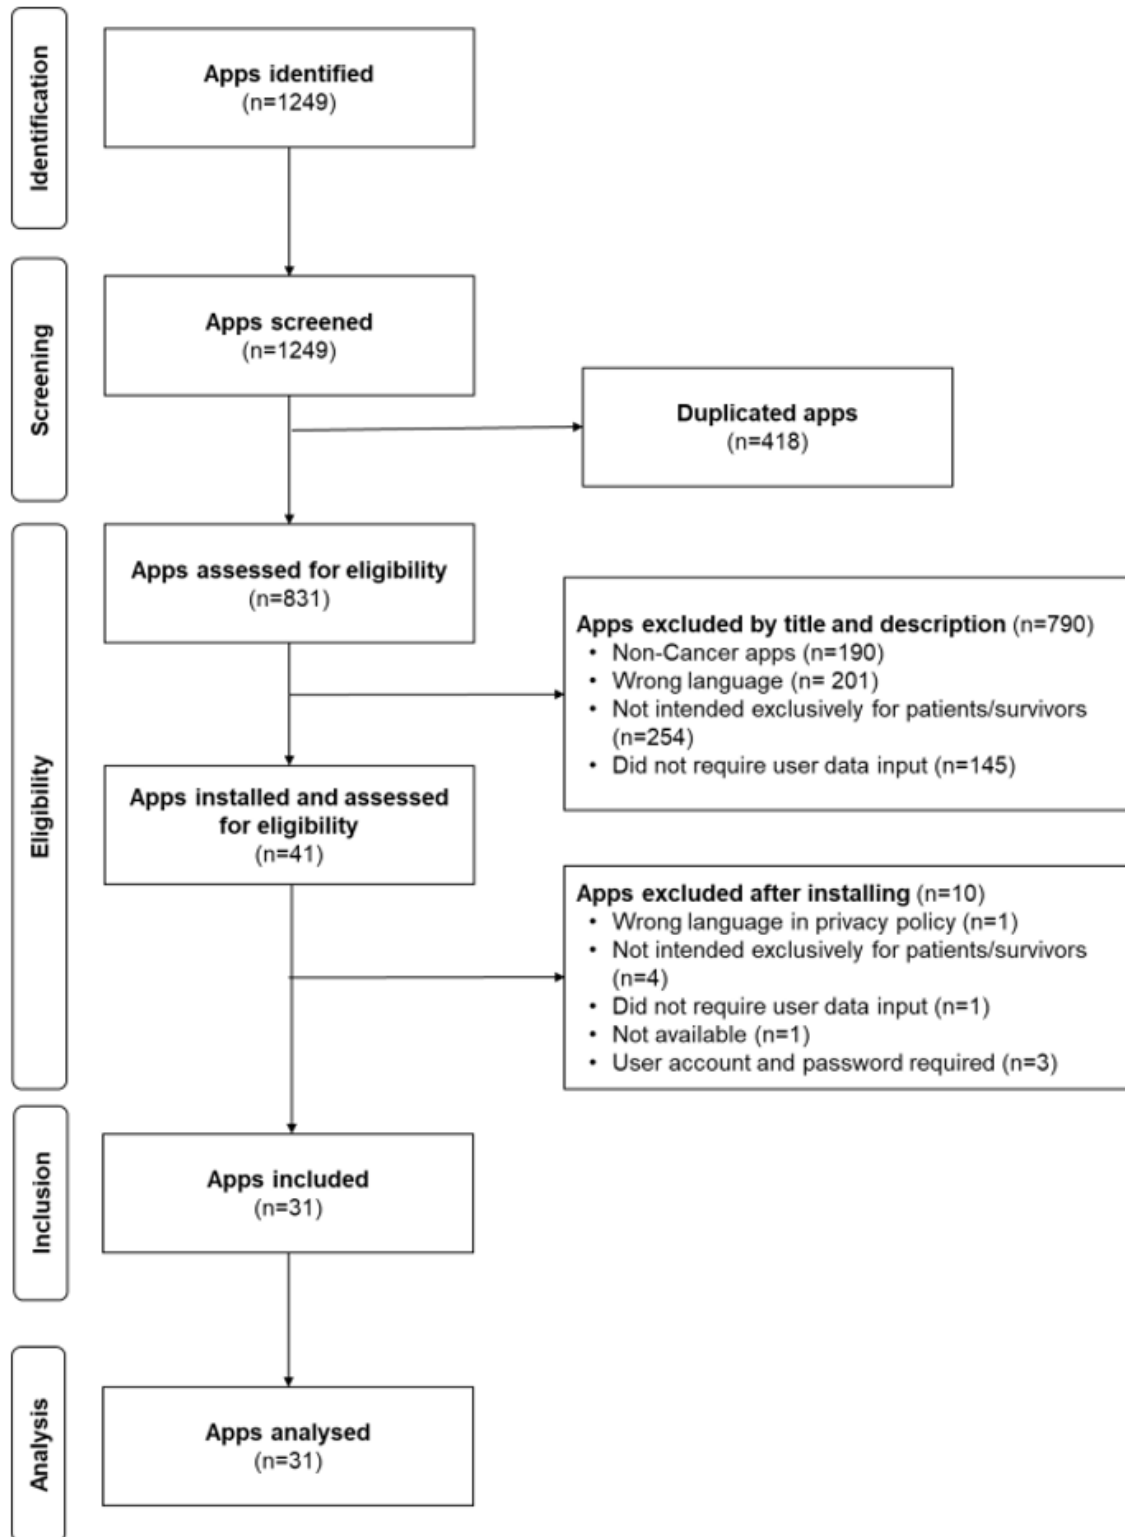 Identification
Apps identified
(n=1249)
Screening
Apps screened
(n=1249)
Duplicated apps
(n=418)
Eligibility
Apps assessed for eligibility
(n=831)
Apps excluded by title and description (n=790)
• Non-Cancer apps (n=190)
• Wrong language (n= 201)
• Not intended exclusively for patients/survivors
(n=254)
• Did not require user data input (n=145)
Apps installed and assessed
for eligibility
(n=41)
Apps excluded after installing (n=10)
• Wrong language in privacy policy (n=1)
• Not intended exclusively for patients/survivors
(n=4)
• Did not require user data input (n=1)
• Not available (n=1)
• User account and password required (n=3)
Inclusion
Apps included
(n=31)
Analysis
Apps analysed
(n=31)